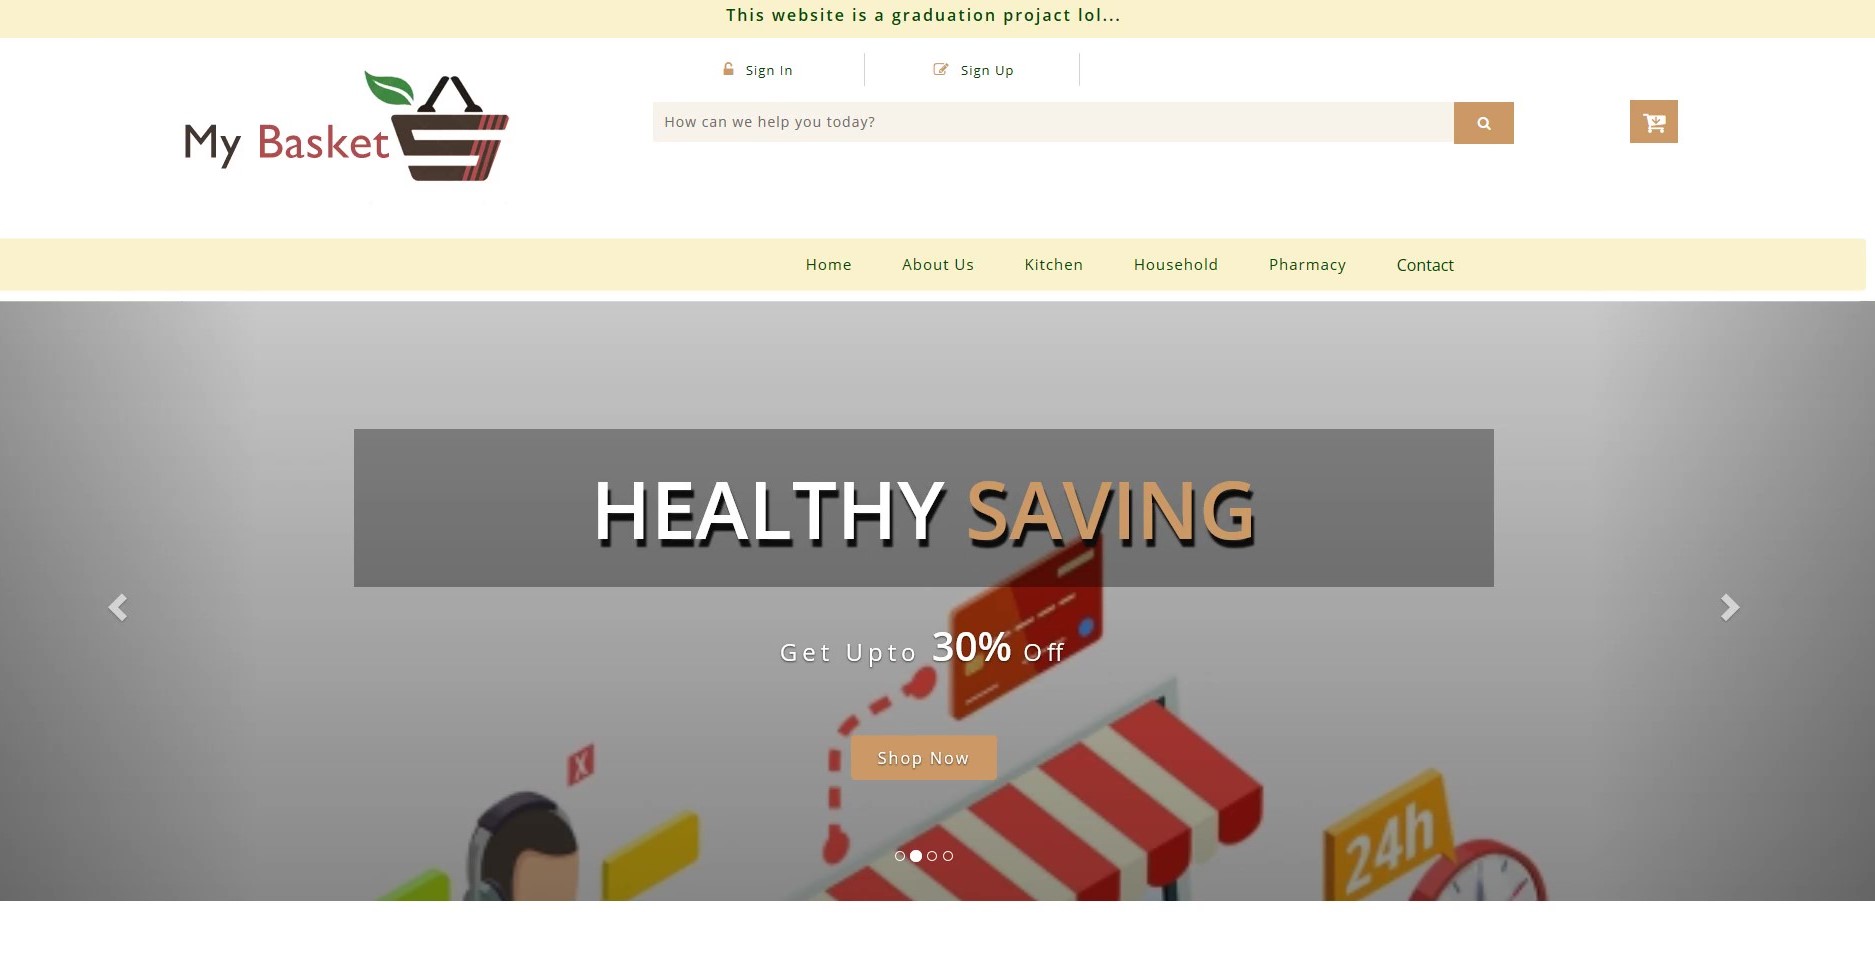 This website is a graduation projact lol...
Sign In
Sign Up
My Basket
How can we help you today?
Home
About Us
Kitchen
Household
Pharmacy
Contact
HEALTHY SAVING
Get Upto 30% Off
Shop Now
X
24h